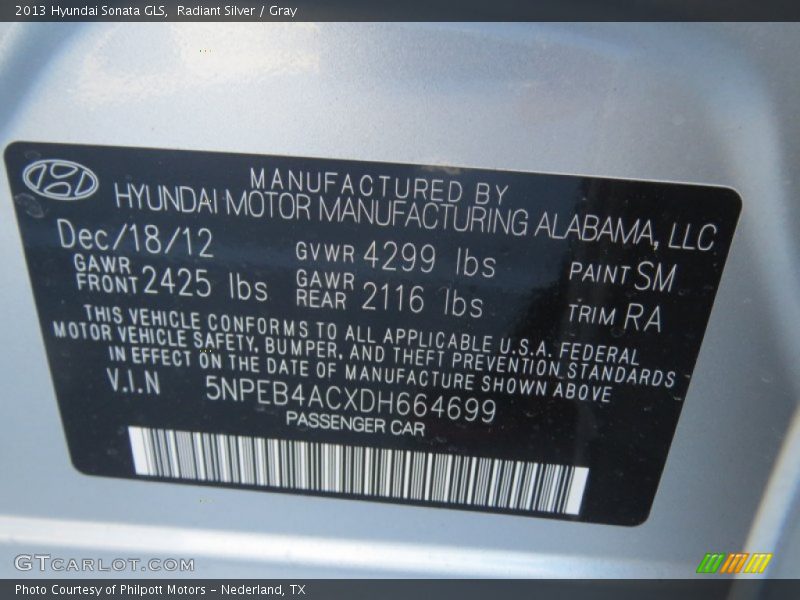 2013 Hyundai Sonata GLS, Radiant Silver / Gray
MANUFACTURED BY
HYUNDAI MOTOR MANUFACTURING ALABAMA, LLC
Dec/18/12 GVWR 4299 lbs PAINT SM
GAWR FRONT 2425 lbs GAWR REAR 2116 lbs TRIM RA
THIS VEHICLE CONFORMS TO ALL APPLICABLE U.S.A. FEDERAL
MOTOR VEHICLE SAFETY, BUMPER, AND THEFT PREVENTION STANDARDS
IN EFFECT ON THE DATE OF MANUFACTURE SHOWN ABOVE
V.I.N 5NPEB4ACXDH664699
PASSENGER CAR
GTCARLOT.COM
Photo Courtesy of Philpott Motors - Nederland, TX